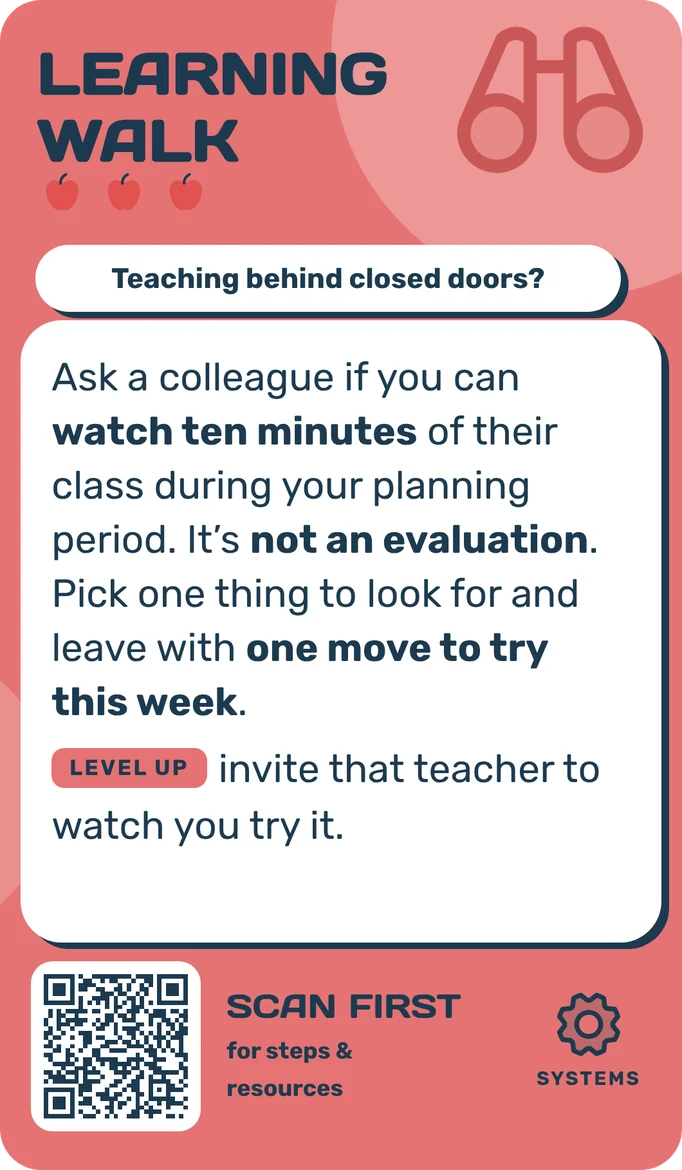 LEARNING
WALK
Teaching behind closed doors?
Ask a colleague if you can
watch ten minutes of their
class during your planning
period. It’s not an evaluation.
Pick one thing to look for and
leave with one move to try
this week.
LEVEL UP invite that teacher to
watch you try it.
SCAN FIRST
for steps &
resources
SYSTEMS